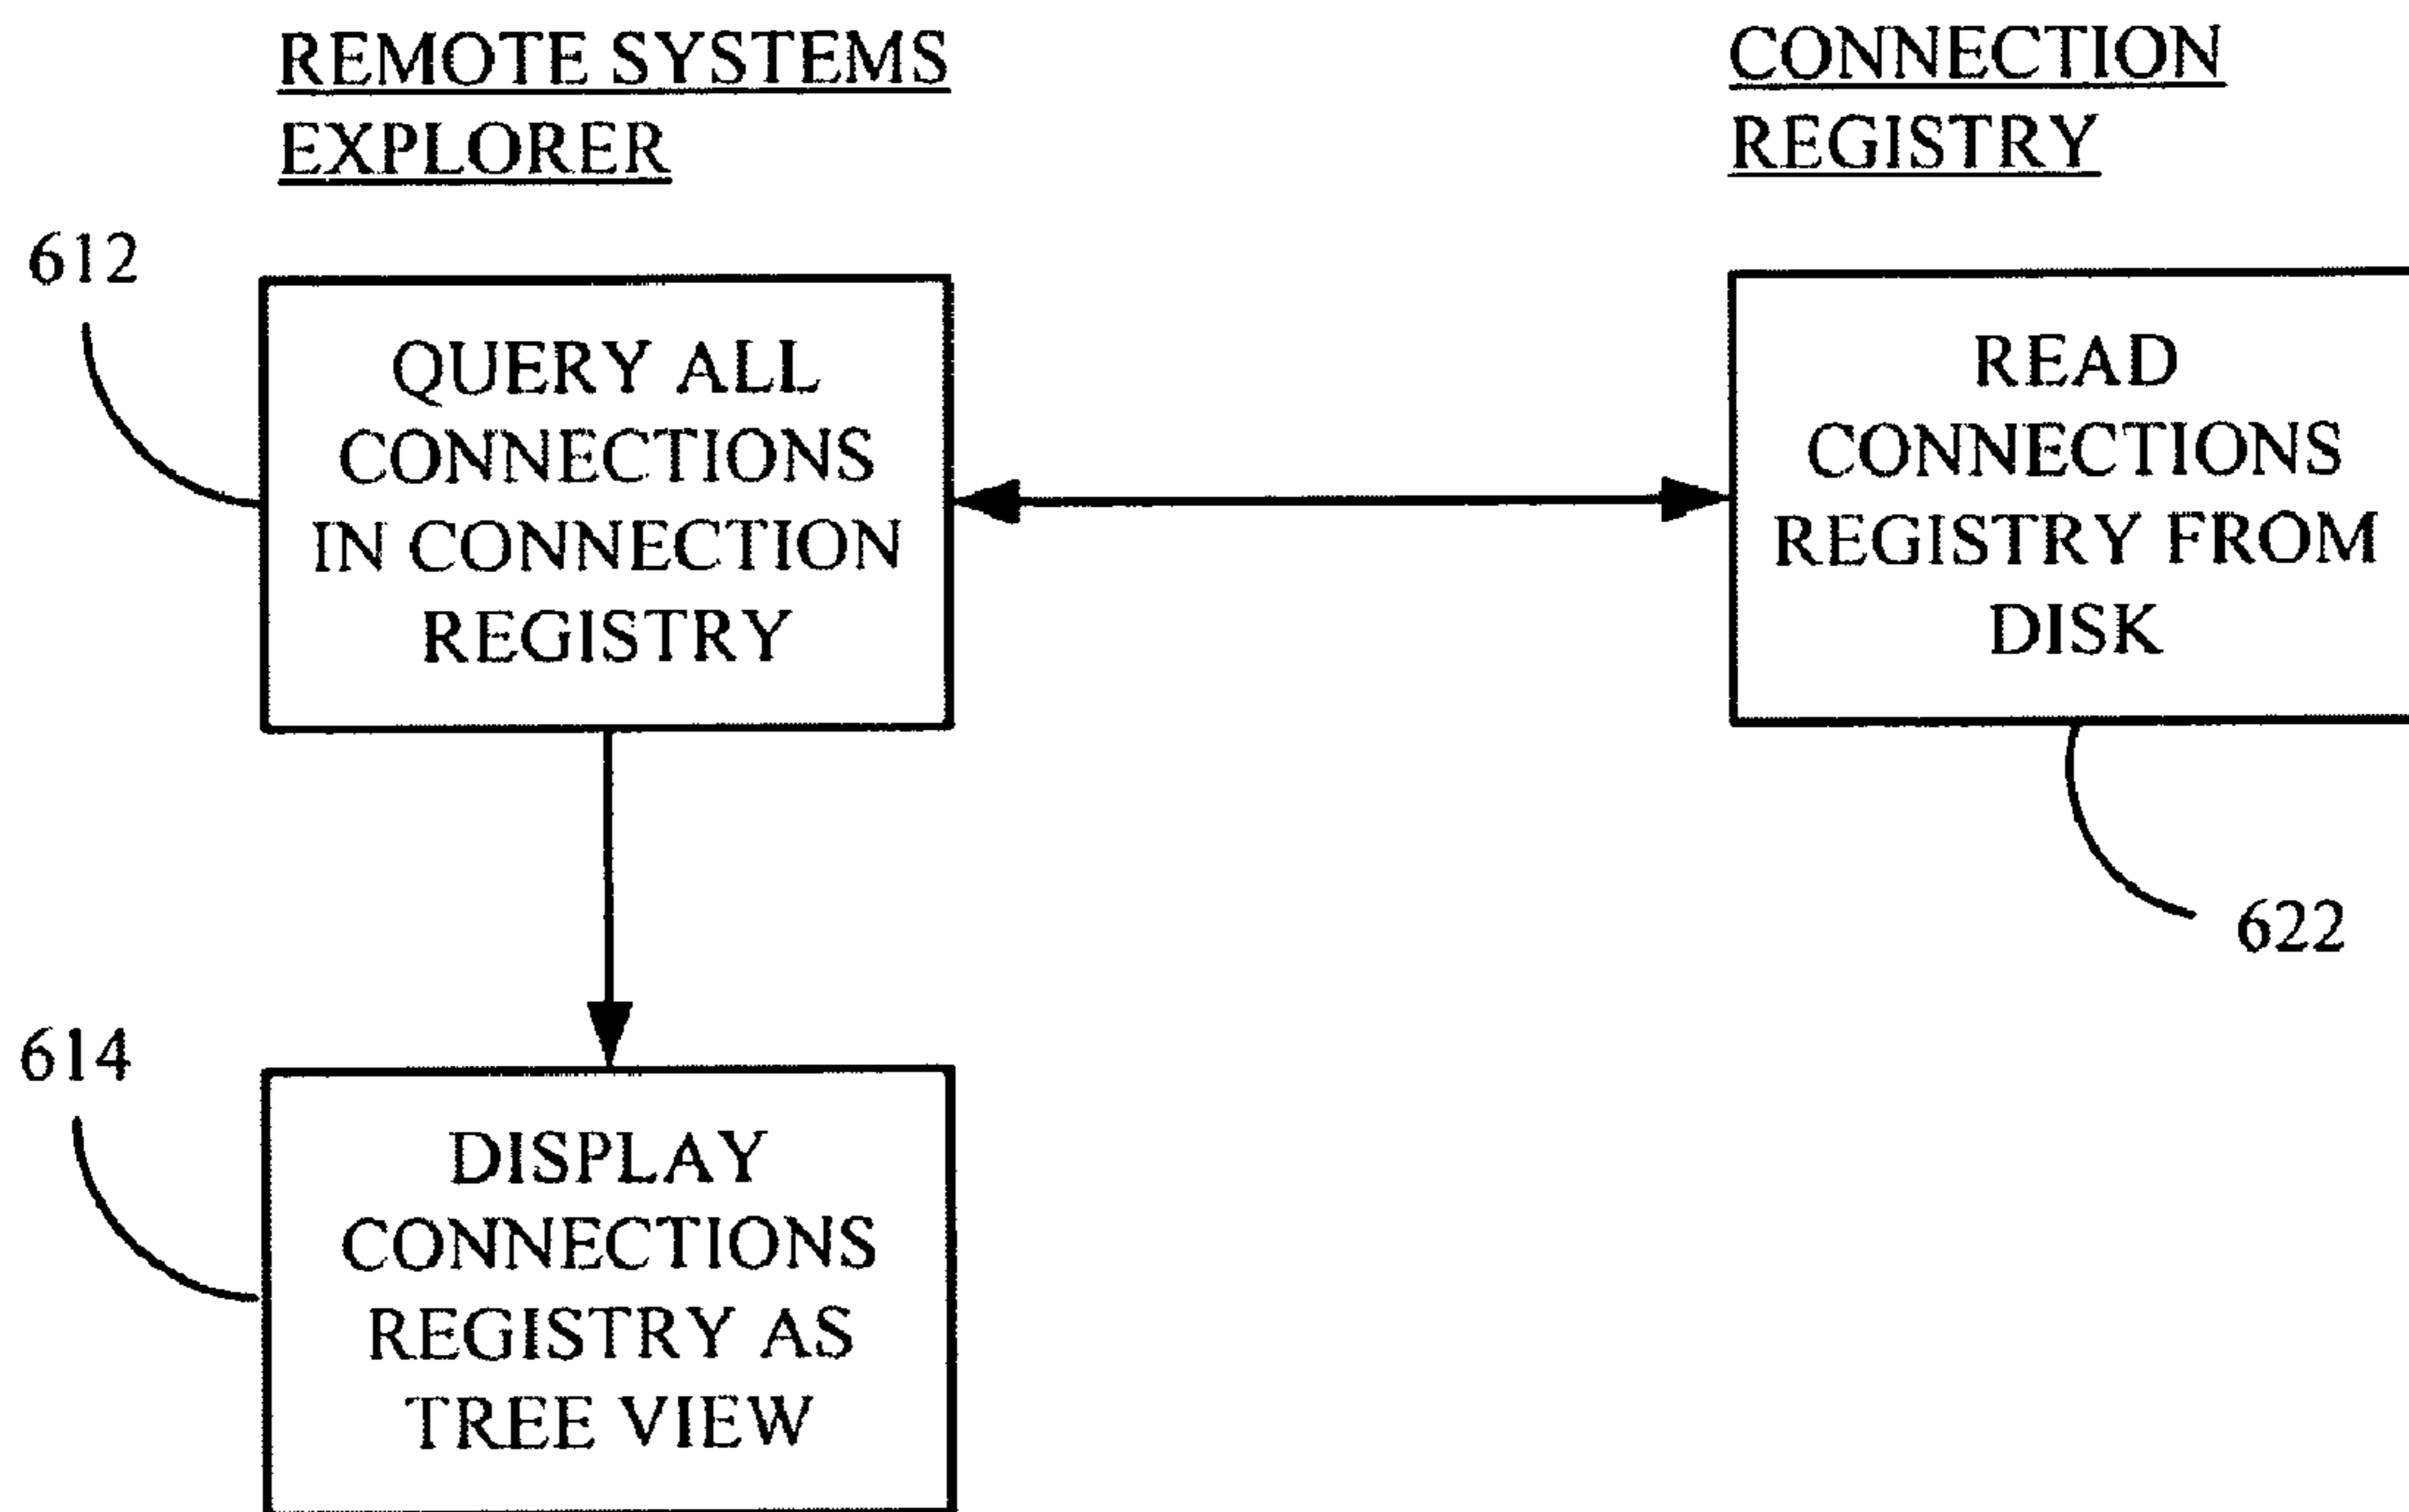 REMOTE SYSTEMS
EXPLORER
CONNECTION
REGISTRY
612
QUERY ALL
CONNECTIONS
IN CONNECTION
REGISTRY
READ
CONNECTIONS
REGISTRY FROM
DISK
622
614
DISPLAY
CONNECTIONS
REGISTRY AS
TREE VIEW